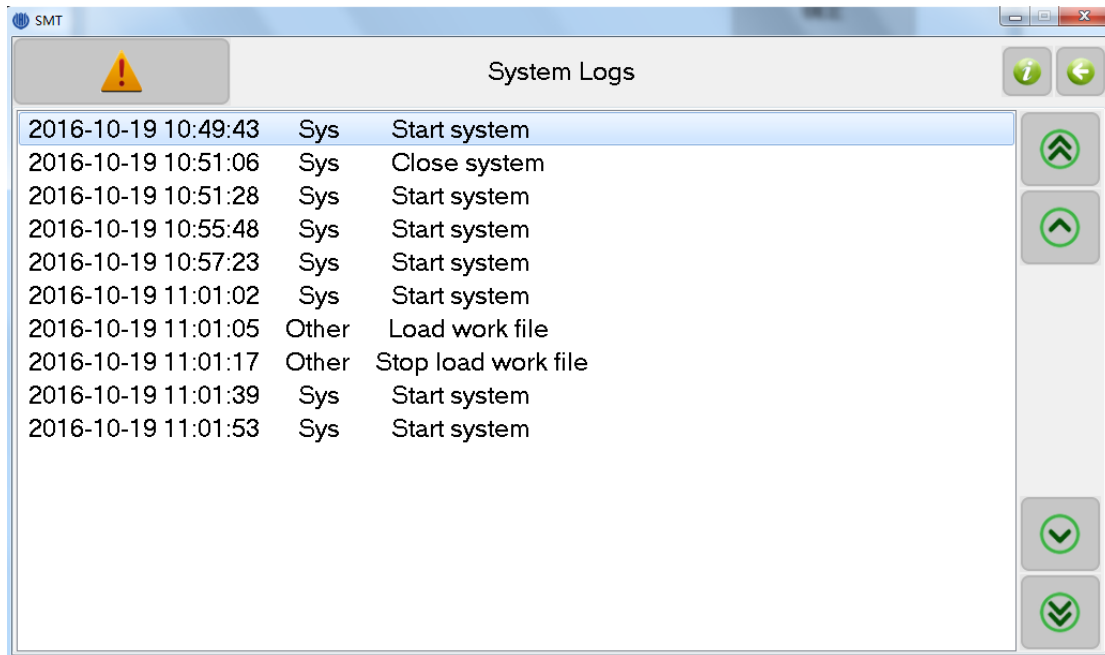 SMT
System Logs
2016-10-19 10:49:43 Sys Start system
2016-10-19 10:51:06 Sys Close system
2016-10-19 10:51:28 Sys Start system
2016-10-19 10:55:48 Sys Start system
2016-10-19 10:57:23 Sys Start system
2016-10-19 11:01:02 Sys Start system
2016-10-19 11:01:05 Other Load work file
2016-10-19 11:01:17 Other Stop load work file
2016-10-19 11:01:39 Sys Start system
2016-10-19 11:01:53 Sys Start system